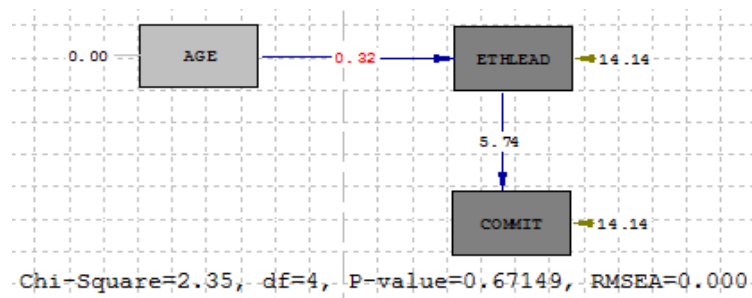 0.00 AGE 0.32 ETHLEAD 14.14
5.74
COMMIT 14.14
Chi-Square=2.35, df=4, P-value=0.67149, RMSEA=0.000